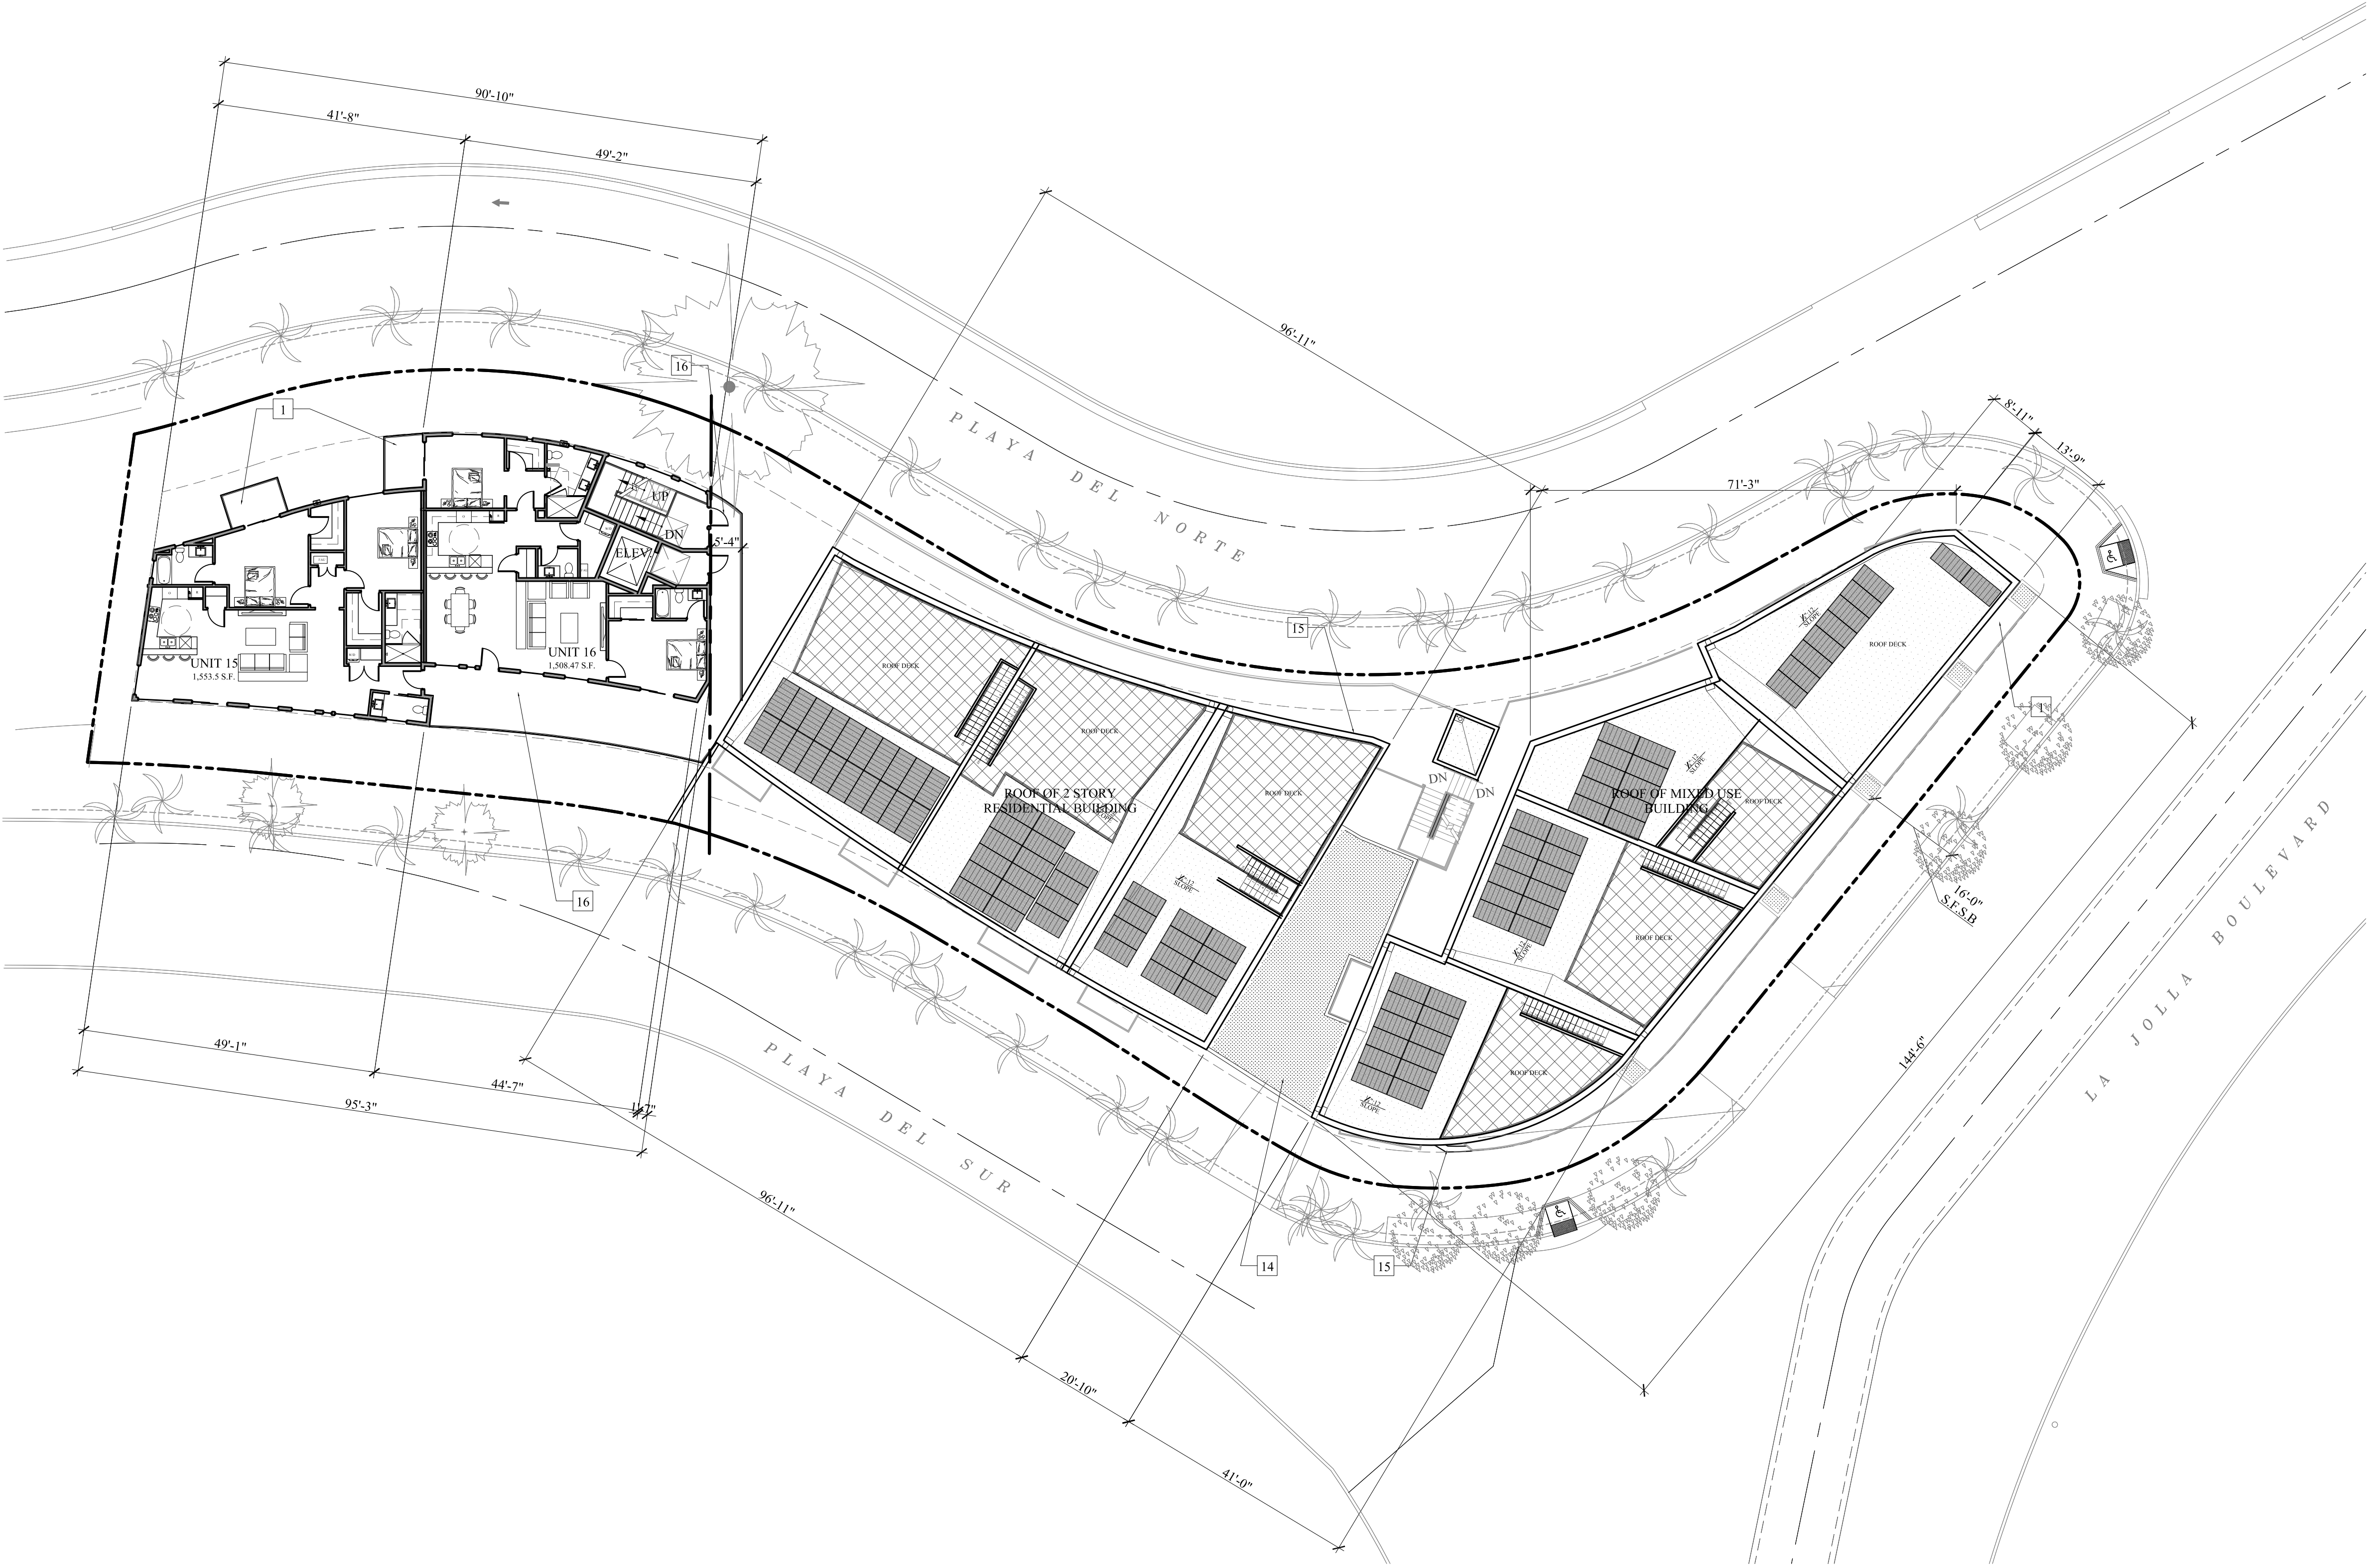 90'-10"
41'-8"
49'-2"
96'-11"
8'-11"
13'-9"
71'-3"
16
1
PLAYA DEL NORTE
UP
DN
ELEV.
5'-4"
15
UNIT 15
1,553.5 S.F.
UNIT 16
1,508.47 S.F.
ROOF DECK
ROOF DECK
ROOF DECK
ROOF OF 2 STORY
RESIDENTIAL BUILDING
SLOPE
SLOPE
DN
DN
ROOF DECK
SLOPE
1
SLOPE
ROOF OF MIXED USE
BUILDING
ROOF DECK
ROOF DECK
SLOPE
ROOF DECK
SLOPE
16'-0"
S.F.S.B
LA JOLLA BOULEVARD
144'-6"
16
49'-1"
44'-7"
95'-3"
PLAYA DEL SUR
96'-11"
14
15
20'-10"
41'-0"